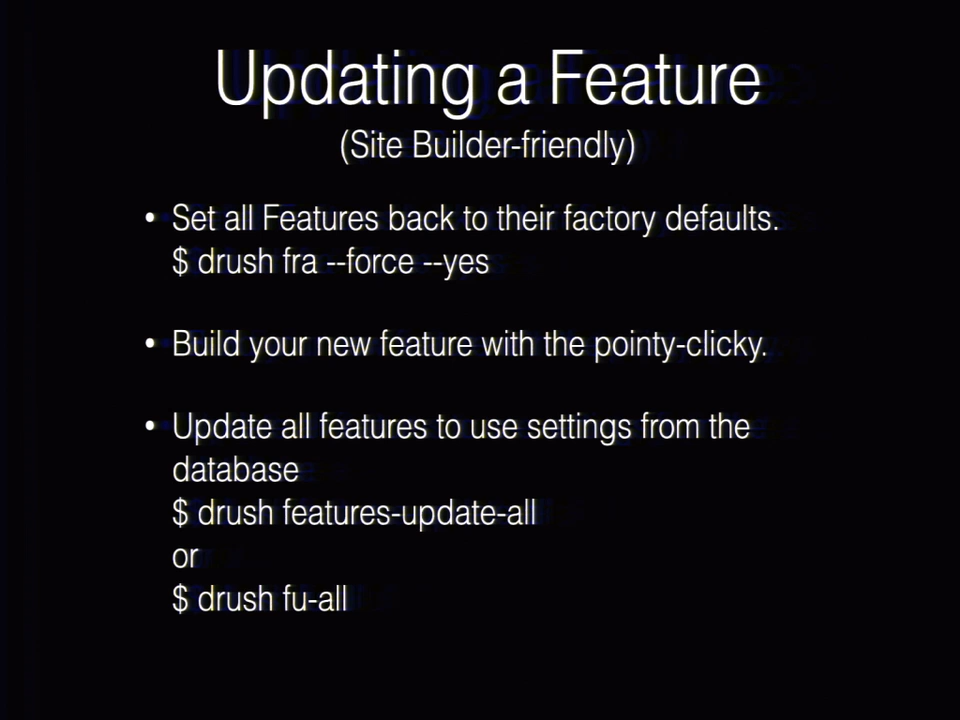 Updating a Feature
(Site Builder-friendly)
• Set all Features back to their factory defaults.
$ drush fra --force --yes
• Build your new feature with the pointy-clicky.
• Update all features to use settings from the
database
$ drush features-update-all
or
$ drush fu-all